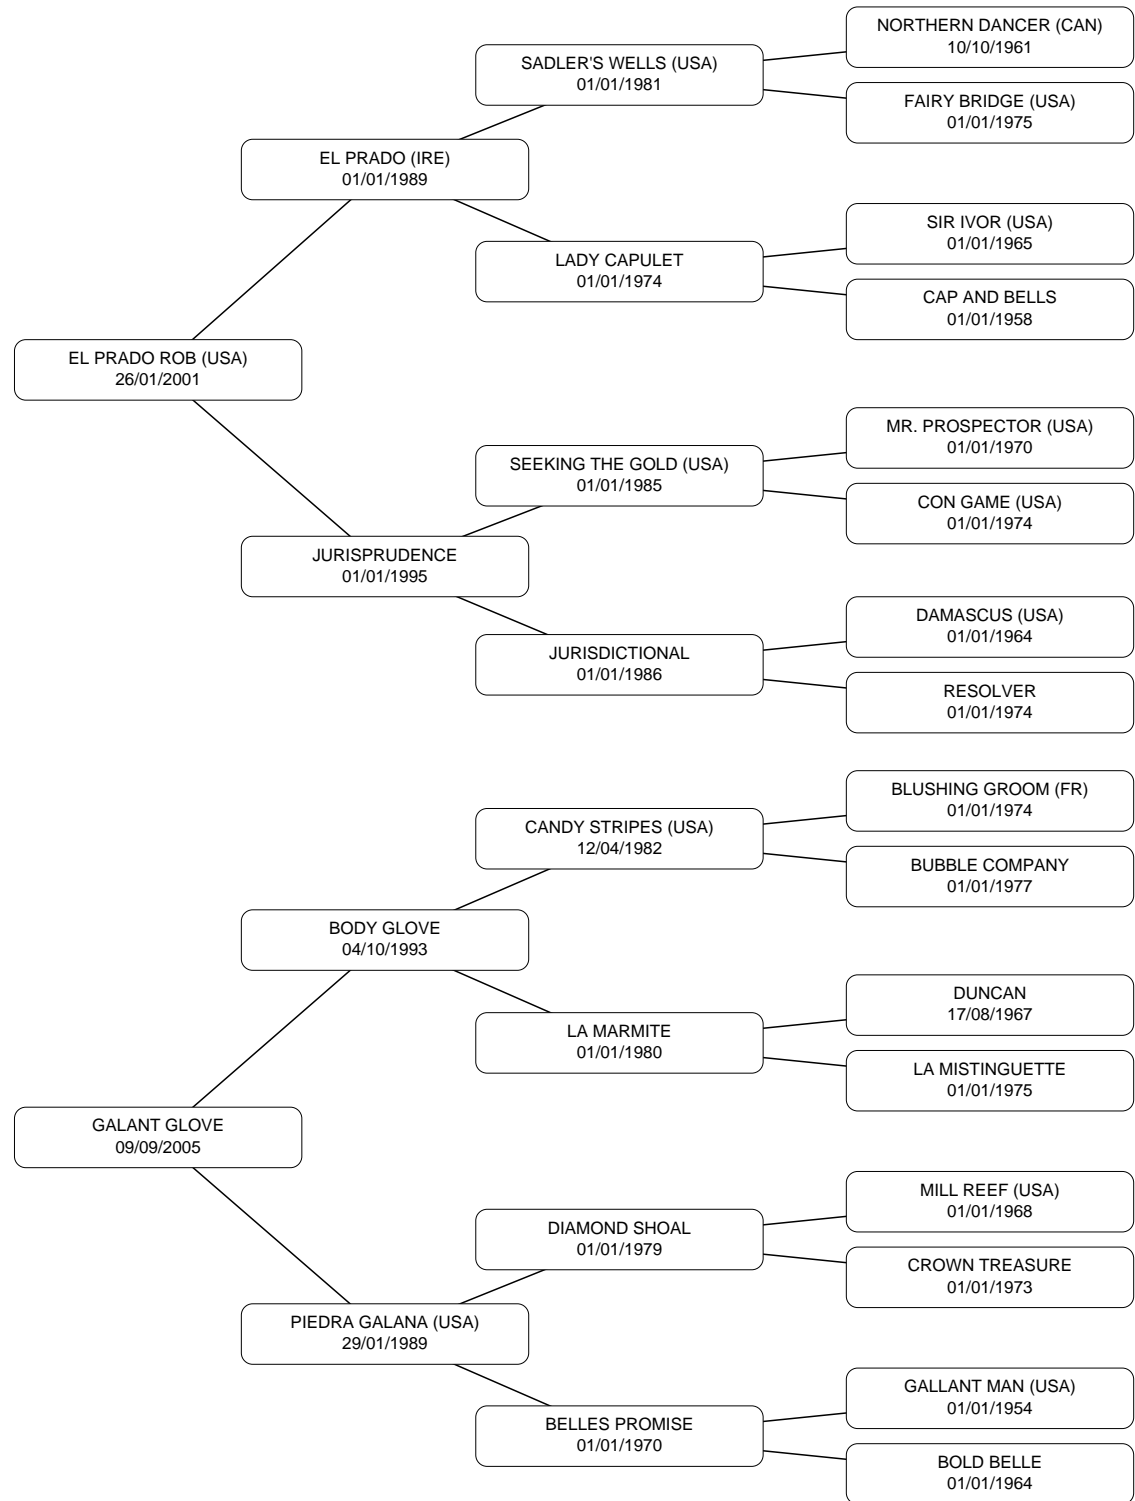 NORTHERN DANCER (CAN)
10/10/1961
SADLER'S WELLS (USA)
01/01/1981
FAIRY BRIDGE (USA)
01/01/1975
EL PRADO (IRE)
01/01/1989
SIR IVOR (USA)
01/01/1965
LADY CAPULET
01/01/1974
CAP AND BELLS
01/01/1958
EL PRADO ROB (USA)
26/01/2001
MR. PROSPECTOR (USA)
01/01/1970
SEEKING THE GOLD (USA)
01/01/1985
CON GAME (USA)
01/01/1974
JURISPRUDENCE
01/01/1995
DAMASCUS (USA)
01/01/1964
JURISDICTIONAL
01/01/1986
RESOLVER
01/01/1974
BLUSHING GROOM (FR)
01/01/1974
CANDY STRIPES (USA)
12/04/1982
BUBBLE COMPANY
01/01/1977
BODY GLOVE
04/10/1993
DUNCAN
17/08/1967
LA MARMITE
01/01/1980
LA MISTINGUETTE
01/01/1975
GALANT GLOVE
09/09/2005
MILL REEF (USA)
01/01/1968
DIAMOND SHOAL
01/01/1979
CROWN TREASURE
01/01/1973
PIEDRA GALANA (USA)
29/01/1989
GALLANT MAN (USA)
01/01/1954
BELLES PROMISE
01/01/1970
BOLD BELLE
01/01/1964